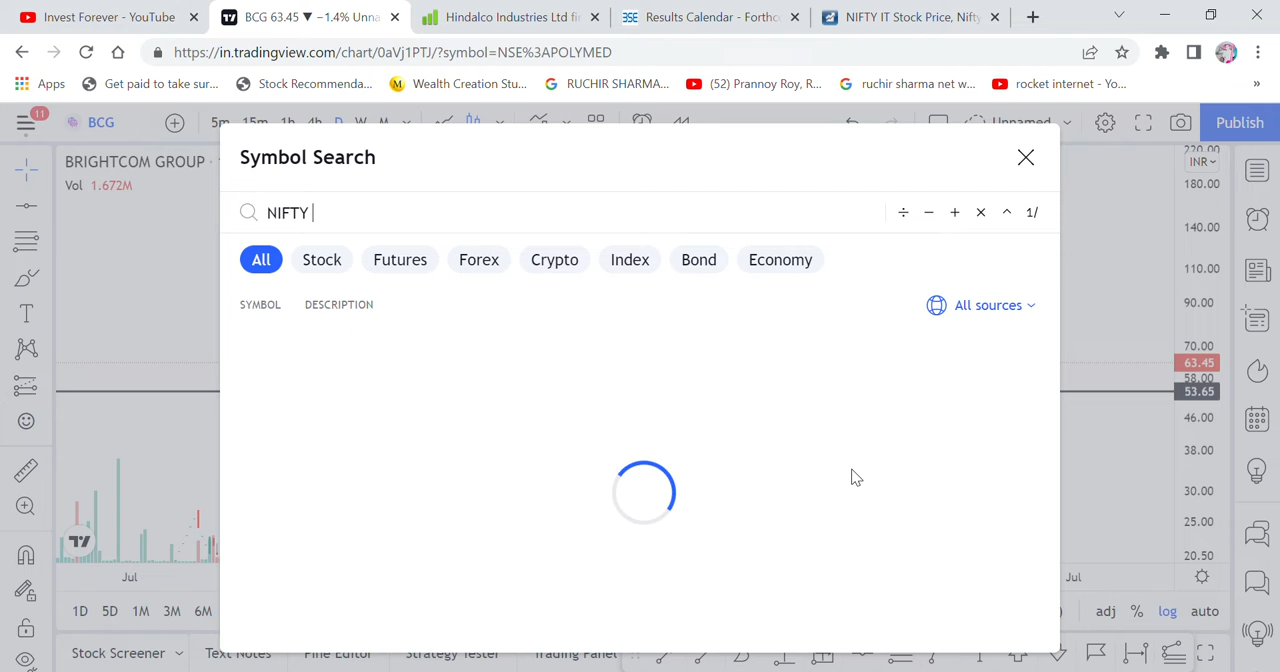 Invest Forever - YouTube
BCG 63.45 ▼ −1.4% Unna
Hindalco Industries Ltd fi
Results Calendar - Forthc
NIFTY IT Stock Price, Nifty
https://in.tradingview.com/chart/0aVj1PTJ/?symbol=NSE%3APOLYMED
Apps
Get paid to take sur...
Stock Recommenda...
Wealth Creation Stu...
RUCHIR SHARMA...
(52) Prannoy Roy, R...
ruchir sharma net w...
rocket internet - Yo...
»
11
BCG
5m 15m 1h 4h D W M
Unnamed
Publish
BRIGHTCOM GROUP ·
Vol 1.672M
Symbol Search
NIFTY
÷ − + × ^ 1/
All Stock Futures Forex Crypto Index Bond Economy
SYMBOL DESCRIPTION
All sources
220.00
INR
180.00
140.00
110.00
90.00
70.00
63.45
58.00
53.65
46.00
38.00
30.00
25.00
20.50
Jul
Jul
1D 5D 1M 3M 6M
adj % log auto
Stock Screener
Text Notes
Pine Editor
Strategy Tester
Trading Panel